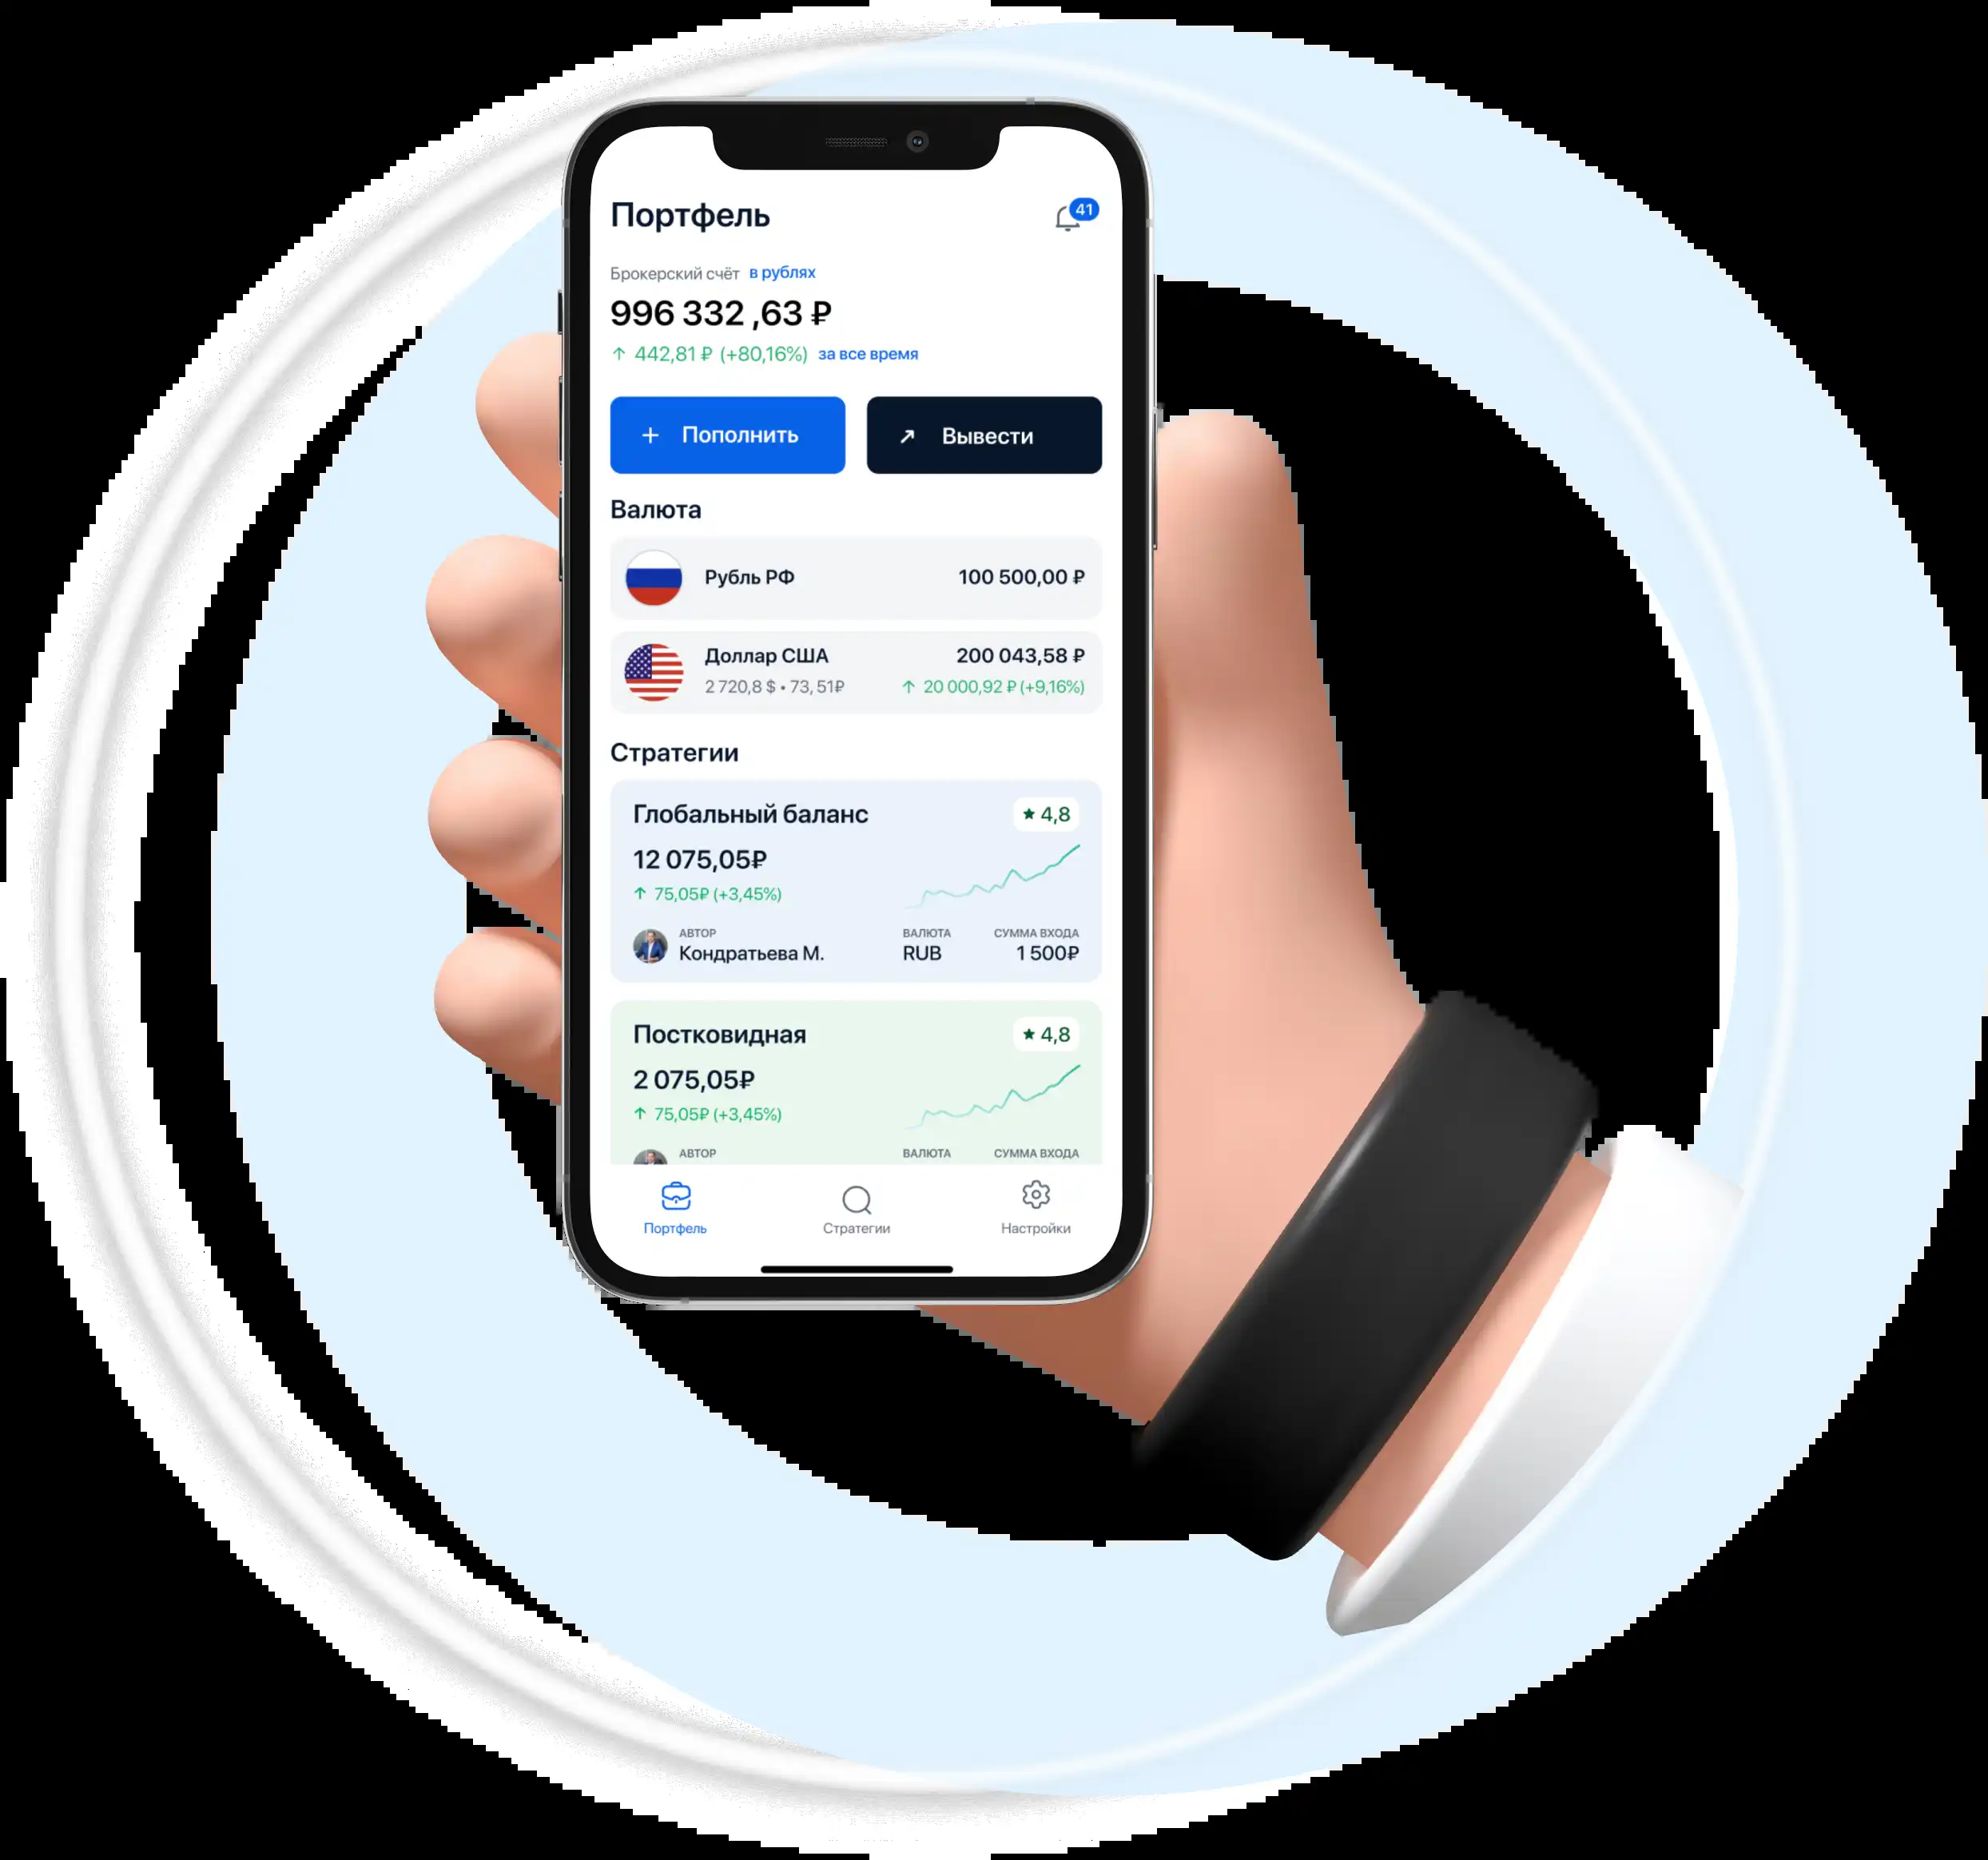 Портфель
41
Брокерский счёт в рублях
996 332 ,63 ₽
↑ 442,81 ₽ (+80,16%) за все время
+ Пополнить
↗ Вывести
Валюта
Рубль РФ 100 500,00 ₽
Доллар США 200 043,58 ₽
2 720,8 $ • 73, 51₽ ↑ 20 000,92 ₽ (+9,16%)
Стратегии
Глобальный баланс ★ 4,8
12 075,05₽
↑ 75,05₽ (+3,45%)
АВТОР ВАЛЮТА СУММА ВХОДА
Кондратьева М. RUB 1 500₽
Постковидная ★ 4,8
2 075,05₽
↑ 75,05₽ (+3,45%)
АВТОР ВАЛЮТА СУММА ВХОДА
Портфель Стратегии Настройки